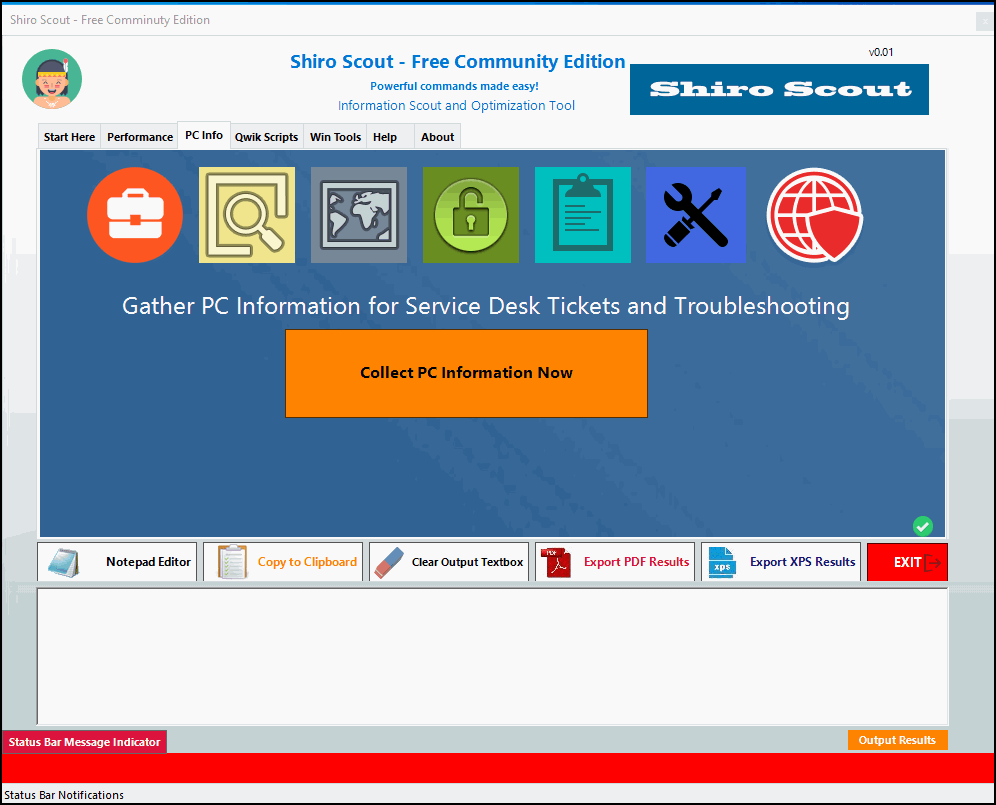 Shiro Scout - Free Comminuty Edition
v0.01
Shiro Scout - Free Community Edition
Powerful commands made easy!
Information Scout and Optimization Tool
Shiro Scout
Start Here
Performance
PC Info
Qwik Scripts
Win Tools
Help
About
Gather PC Information for Service Desk Tickets and Troubleshooting
Collect PC Information Now
Notepad Editor
Copy to Clipboard
Clear Output Textbox
PDF
Export PDF Results
xps
Export XPS Results
EXIT
Status Bar Message Indicator
Output Results
Status Bar Notifications